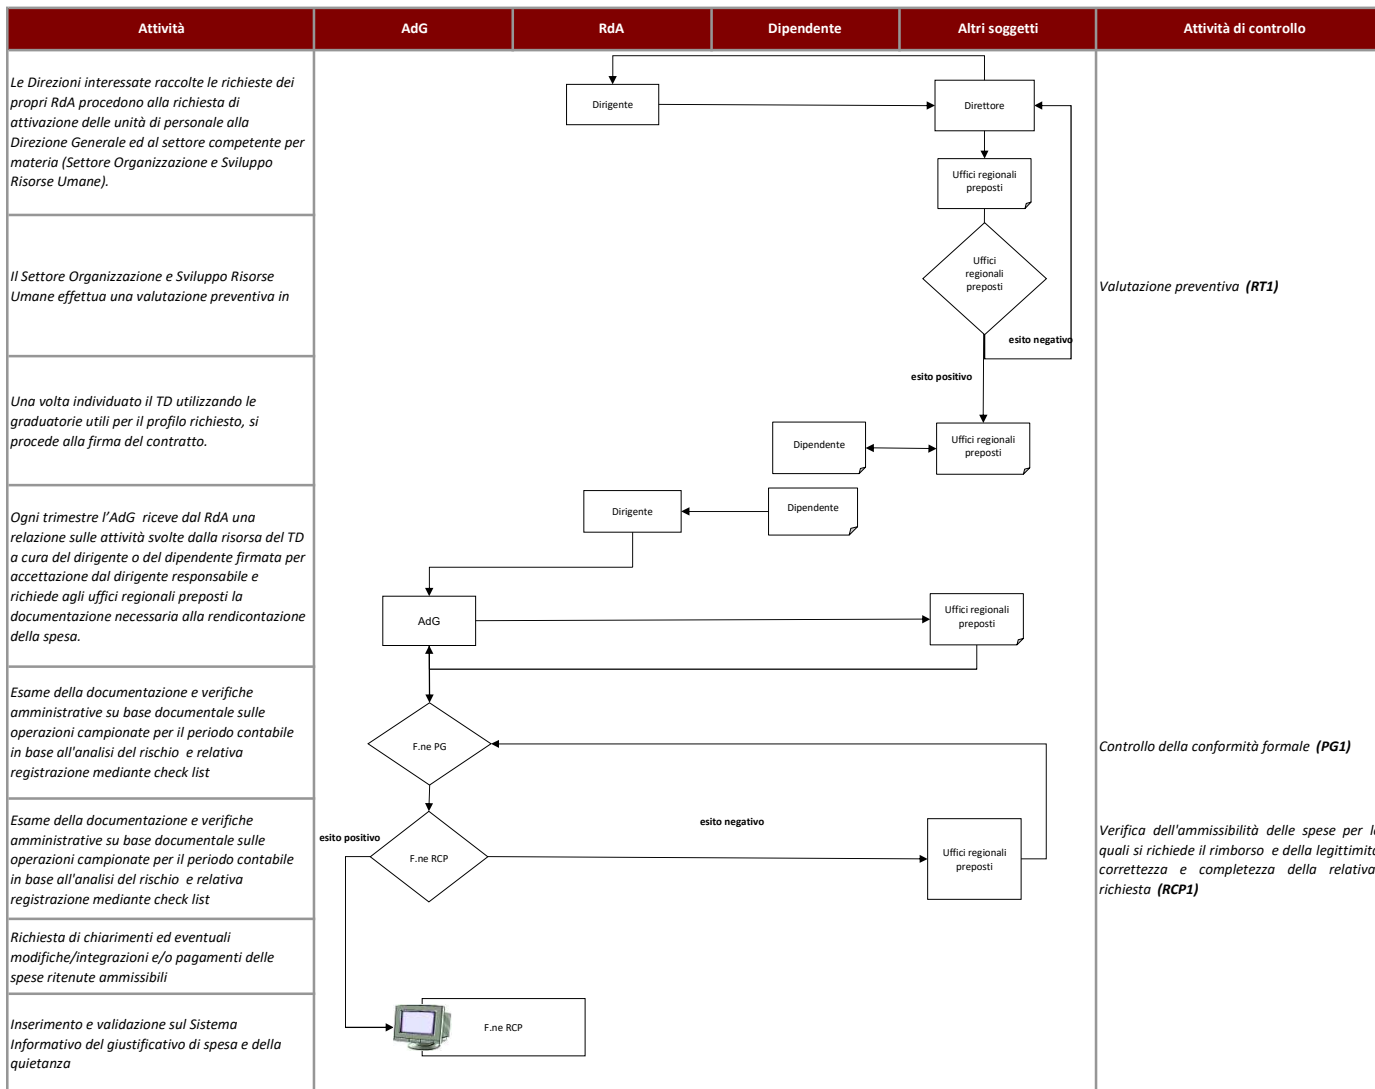 Attività
AdG
RdA
Dipendente
Altri soggetti
Attività di controllo
Le Direzioni interessate raccolte le richieste dei
propri RdA procedono alla richiesta di
attivazione delle unità di personale alla
Direzione Generale ed al settore competente per
materia (Settore Organizzazione e Sviluppo
Risorse Umane).
Dirigente
Direttore
Uffici regionali
preposti
Il Settore Organizzazione e Sviluppo Risorse
Umane effettua una valutazione preventiva in
Uffici
regionali
preposti
Valutazione preventiva (RT1)
esito negativo
esito positivo
Una volta individuato il TD utilizzando le
graduatorie utili per il profilo richiesto, si
procede alla firma del contratto.
Dipendente
Uffici regionali
preposti
Ogni trimestre l'AdG riceve dal RdA una
relazione sulle attività svolte dalla risorsa del TD
a cura del dirigente o del dipendente firmata per
accettazione dal dirigente responsabile e
richiede agli uffici regionali preposti la
documentazione necessaria alla rendicontazione
della spesa.
Dirigente
Dipendente
AdG
Uffici regionali
preposti
Esame della documentazione e verifiche
amministrative su base documentale sulle
operazioni campionate per il periodo contabile
in base all'analisi del rischio e relativa
registrazione mediante check list
F.ne PG
Controllo della conformità formale (PG1)
Esame della documentazione e verifiche
amministrative su base documentale sulle
operazioni campionate per il periodo contabile
in base all'analisi del rischio e relativa
registrazione mediante check list
esito positivo
F.ne RCP
esito negativo
Uffici regionali
preposti
Verifica dell'ammissibilità delle spese per
quali si richiede il rimborso e della legittimità
correttezza e completezza della relativa
richiesta (RCP1)
Richiesta di chiarimenti ed eventuali
modifiche/integrazioni e/o pagamenti delle
spese ritenute ammissibili
Inserimento e validazione sul Sistema
Informativo del giustificativo di spesa e della
quietanza
F.ne RCP